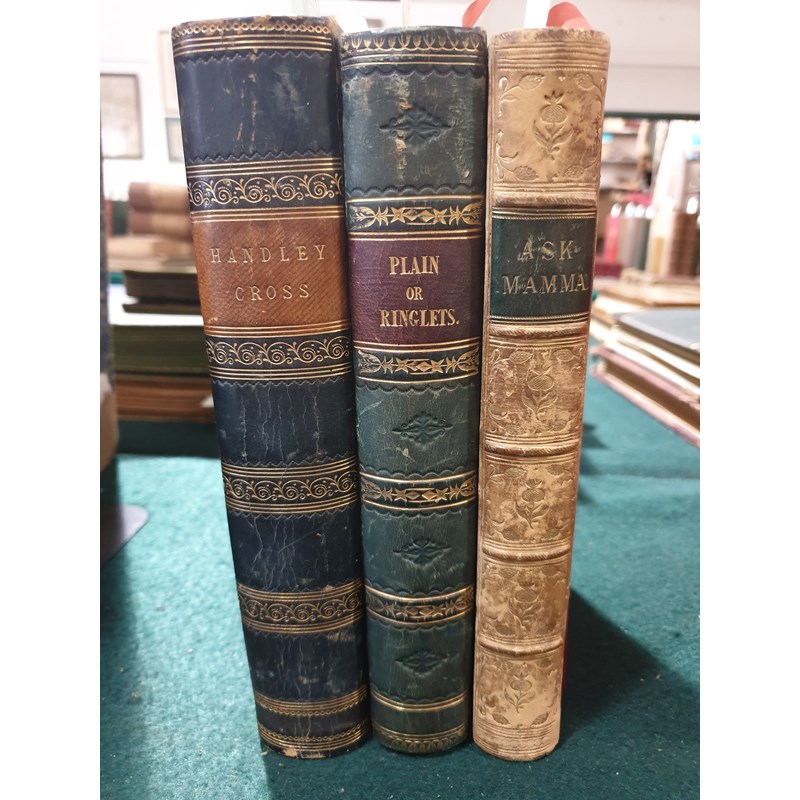 HANDLEY
CROSS
PLAIN
OR
RINGLETS.
ASK
MAMMA